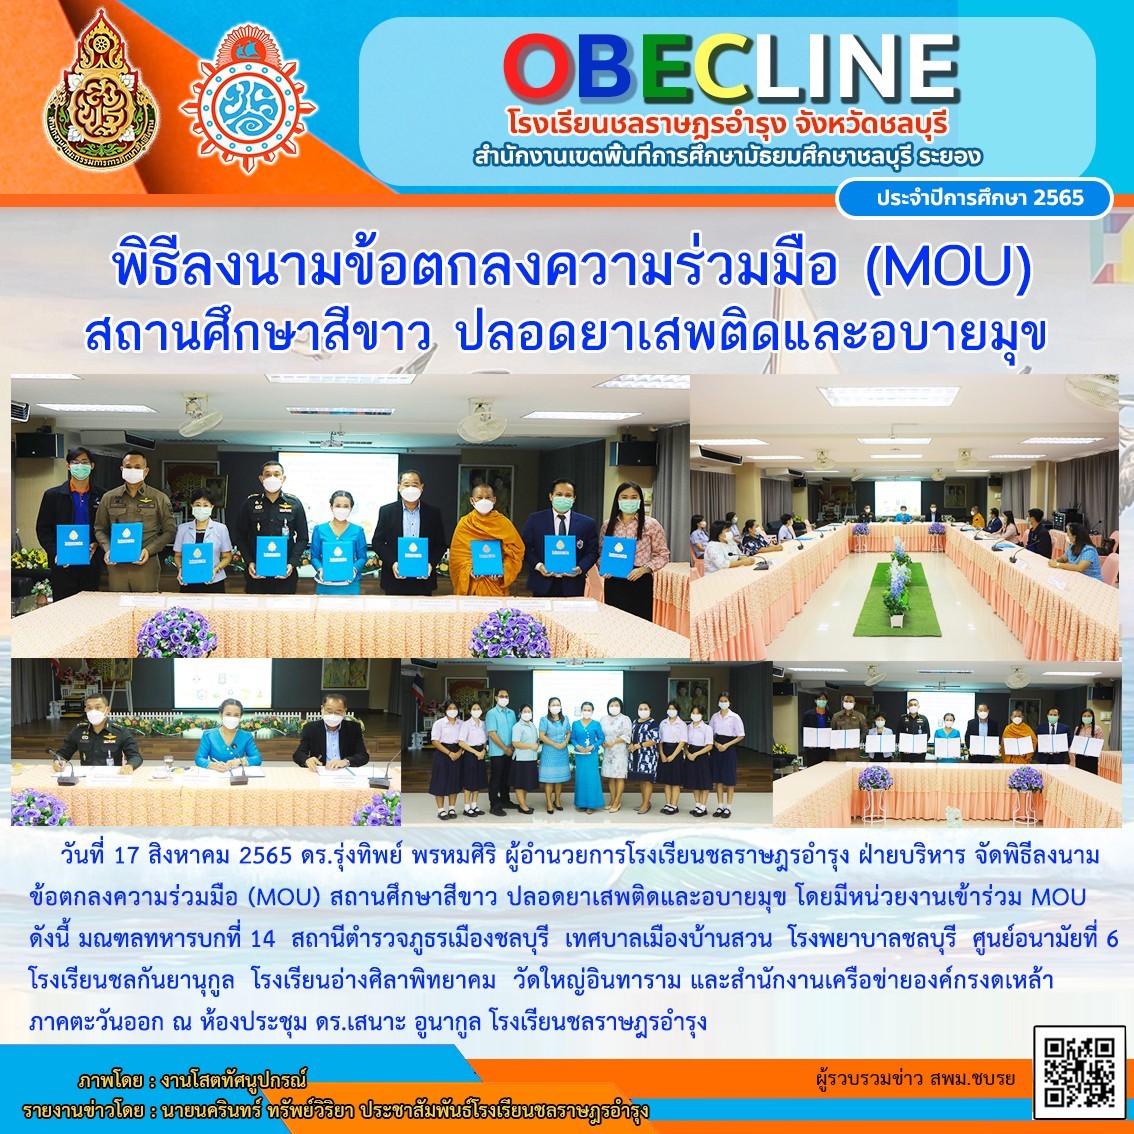 OBECLINE
โรงเรียนชลราษฎรอำรุง จังหวัดชลบุรี
สำนักงานเขตพื้นที่การศึกษามัธยมศึกษาชลบุรี ระยอง
ประจำปีการศึกษา 2565
พิธีลงนามข้อตกลงความร่วมมือ (MOU)
สถานศึกษาสีขาว ปลอดยาเสพติดและอบายมุข
วันที่ 17 สิงหาคม 2565 ดร.รุ่งทิพย์ พรหมศิริ ผู้อำนวยการโรงเรียนชลราษฎรอำรุง ฝ่ายบริหาร จัดพิธีลงนาม
ข้อตกลงความร่วมมือ (MOU) สถานศึกษาสีขาว ปลอดยาเสพติดและอบายมุข โดยมีหน่วยงานเข้าร่วม MOU
ดังนี้ มณฑลทหารบกที่ 14 สถานีตำรวจภูธรเมืองชลบุรี เทศบาลเมืองบ้านสวน โรงพยาบาลชลบุรี ศูนย์อนามัยที่ 6
โรงเรียนชลกันยานุกูล โรงเรียนอ่างศิลาพิทยาคม วัดใหญ่อินทาราม และสำนักงานเครือข่ายองค์กรงดเหล้า
ภาคตะวันออก ณ ห้องประชุม ดร.เสนาะ อูนากูล โรงเรียนชลราษฎรอำรุง
ภาพโดย : งานโสตทัศนูปกรณ์
รายงานข่าวโดย : นายนครินทร์ ทรัพย์วิริยา ประชาสัมพันธ์โรงเรียนชลราษฎรอำรุง
ผู้รวบรวมข่าว สพม.ชบรย